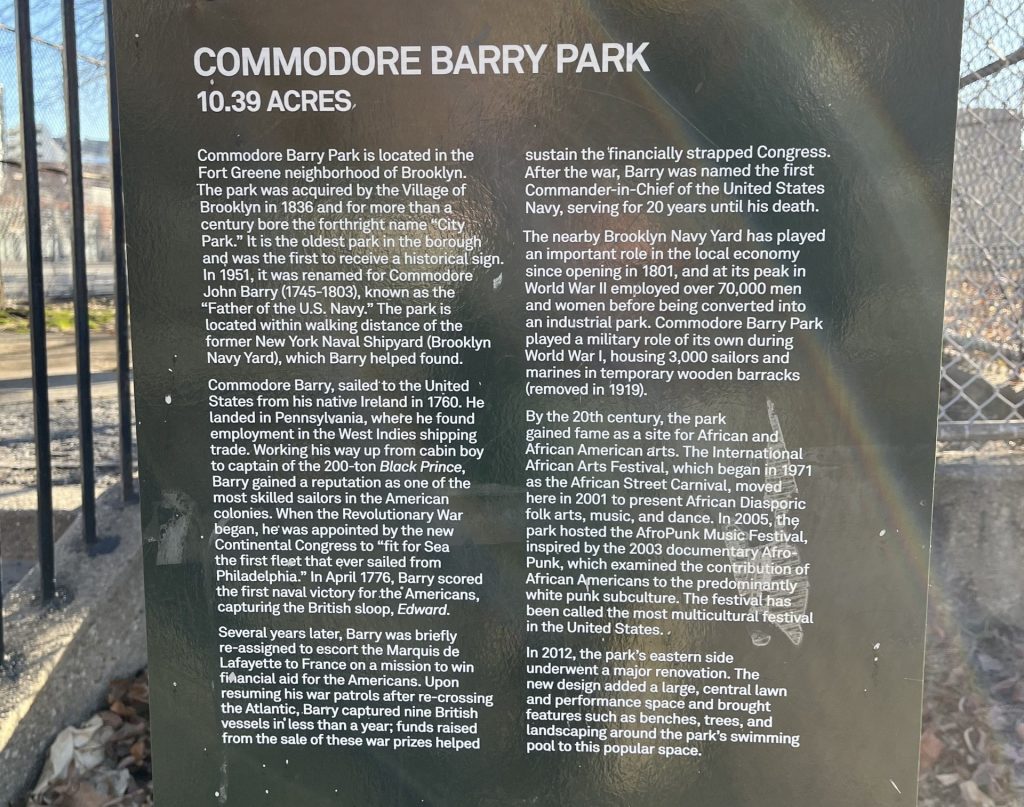 COMMODORE BARRY PARK
10.39 ACRES
Commodore Barry Park is located in the
Fort Greene neighborhood of Brooklyn.
The park was acquired by the Village of
Brooklyn in 1836 and for more than a
century bore the forthright name “City
Park.” It is the oldest park in the borough
and was the first to receive a historical sign.
In 1951, it was renamed for Commodore
John Barry (1745-1803), known as the
“Father of the U.S. Navy.” The park is
located within walking distance of the
former New York Naval Shipyard (Brooklyn
Navy Yard), which Barry helped found.
Commodore Barry, sailed to the United
States from his native Ireland in 1760. He
landed in Pennsylvania, where he found
employment in the West Indies shipping
trade. Working his way up from cabin boy
to captain of the 200-ton Black Prince,
Barry gained a reputation as one of the
most skilled sailors in the American
colonies. When the Revolutionary War
began, he was appointed by the new
Continental Congress to “fit for Sea
the first fleet that ever sailed from
Philadelphia.” In April 1776, Barry scored
the first naval victory for the Americans,
capturing the British sloop, Edward.
Several years later, Barry was briefly
re-assigned to escort the Marquis de
Lafayette to France on a mission to win
financial aid for the Americans. Upon
resuming his war patrols after re-crossing
the Atlantic, Barry captured nine British
vessels in less than a year; funds raised
from the sale of these war prizes helped
sustain the financially strapped Congress.
After the war, Barry was named the first
Commander-in-Chief of the United States
Navy, serving for 20 years until his death.
The nearby Brooklyn Navy Yard has played
an important role in the local economy
since opening in 1801, and at its peak in
World War II employed over 70,000 men
and women before being converted into
an industrial park. Commodore Barry Park
played a military role of its own during
World War I, housing 3,000 sailors and
marines in temporary wooden barracks
(removed in 1919).
By the 20th century, the park
gained fame as a site for African and
African American arts. The International
African Arts Festival, which began in 1971
as the African Street Carnival, moved
here in 2001 to present African Diasporic
folk arts, music, and dance. In 2005, the
park hosted the AfroPunk Music Festival,
inspired by the 2003 documentary Afro-
Punk, which examined the contribution of
African Americans to the predominantly
white punk subculture. The festival has
been called the most multicultural festival
in the United States.
In 2012, the park’s eastern side
underwent a major renovation. The
new design added a large, central lawn
and performance space and brought
features such as benches, trees, and
landscaping around the park’s swimming
pool to this popular space.